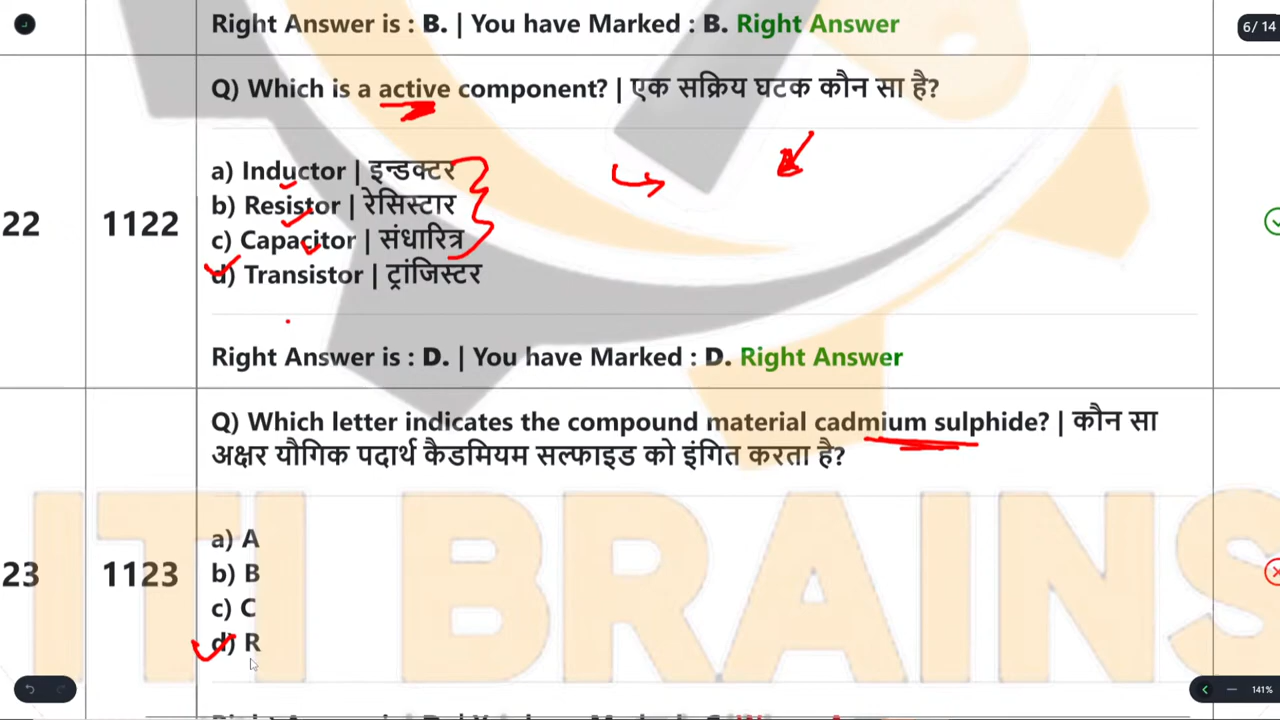 Right Answer is : B. | You have Marked : B. Right Answer
6 / 14
Q) Which is a active component? | एक सक्रिय घटक कौन सा है?
a) Inductor | इन्डक्टर
b) Resistor | रेसिस्टार
22 1122
c) Capacitor | संधारित्र
d) Transistor | ट्रांजिस्टर
Right Answer is : D. | You have Marked : D. Right Answer
Q) Which letter indicates the compound material cadmium sulphide? | कौन सा
अक्षर यौगिक पदार्थ कैडमियम सल्फाइड को इंगित करता है?
ITI BRAINS
a) A
23 1123
b) B
c) C
d) R
141%